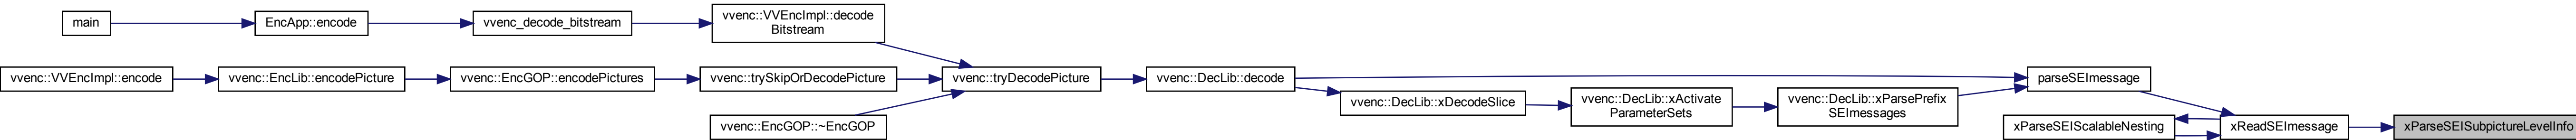 main
EncApp::encode
vvenc_decode_bitstream
vvenc::VVEncImpl::decode
Bitstream
vvenc::VVEncImpl::encode
vvenc::EncLib::encodePicture
vvenc::EncGOP::encodePictures
vvenc::trySkipOrDecodePicture
vvenc::EncGOP::~EncGOP
vvenc::tryDecodePicture
vvenc::DecLib::decode
vvenc::DecLib::xDecodeSlice
vvenc::DecLib::xActivate
ParameterSets
vvenc::DecLib::xParsePrefix
SEImessages
parseSEImessage
xParseSEIScalableNesting
xReadSEImessage
xParseSEISubpictureLevelInfo